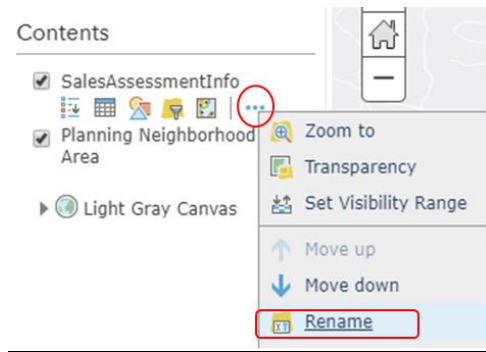 Contents
SalesAssessmentInfo
Planning Neighborhood
Area
Light Gray Canvas
Zoom to
Transparency
Set Visibility Range
Move up
Move down
Rename